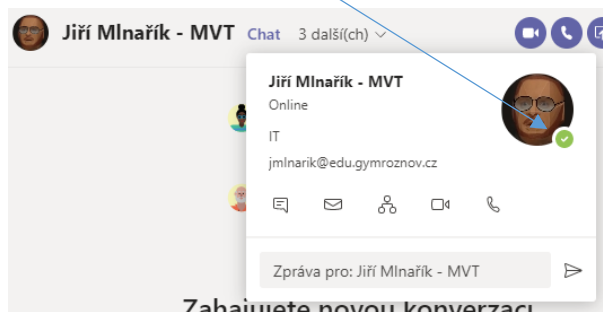 Jiří Mlnařík - MVT Chat 3 další(ch)
Jiří Mlnařík - MVT
Online
IT
jmlnarik@edu.gymroznov.cz
Zpráva pro: Jiří Mlnařík - MVT
Zahajujete novou konverzaci